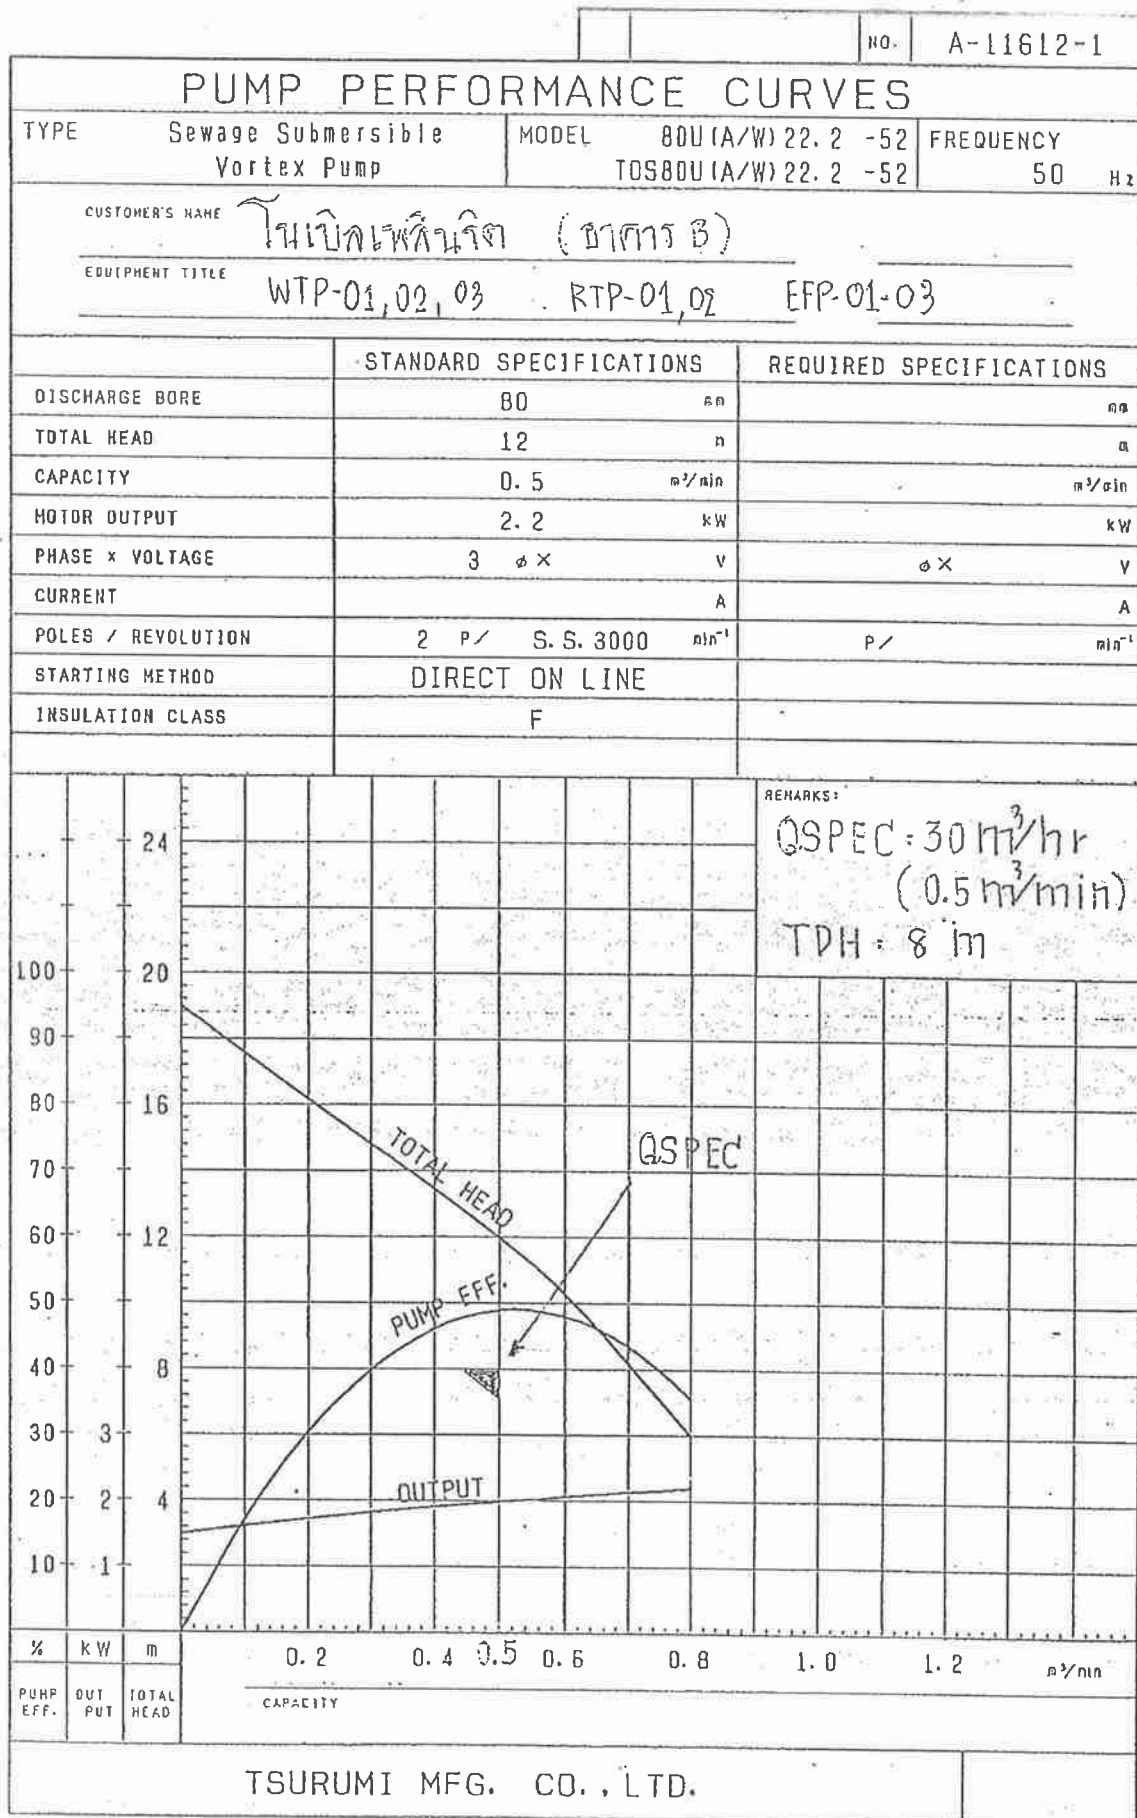 NO. A-11612-1
PUMP PERFORMANCE CURVES
TYPE Sewage Submersible Vortex Pump
MODEL 80U(A/W)22.2 -52
TOS80U(A/W)22.2 -52
FREQUENCY 50 Hz
CUSTOMER'S NAME โนเบิลเพลินจิต (อาคาร B)
EQUIPMENT TITLE WTP-01,02,03 RTP-01,02 EFP-01-03
STANDARD SPECIFICATIONS REQUIRED SPECIFICATIONS
DISCHARGE BORE 80 mm mm
TOTAL HEAD 12 m m
CAPACITY 0.5 m³/min m³/min
MOTOR OUTPUT 2.2 kW kW
PHASE × VOLTAGE 3 ø× V ø× V
CURRENT A A
POLES / REVOLUTION 2 P/ S.S.3000 min⁻¹ P/ min⁻¹
STARTING METHOD DIRECT ON LINE
INSULATION CLASS F
REMARKS:
QSPEC : 30 m³/hr
(0.5 m³/min)
TDH : 8 m
24
100 20
90
80 16
70
60 12
50
40 8
30 3
20 2 4
10 1
TOTAL HEAD
QSPEC
PUMP EFF.
OUTPUT
% kW m 0.2 0.4 0.5 0.6 0.8 1.0 1.2 m³/min
PUMP EFF. OUT PUT TOTAL HEAD CAPACITY
TSURUMI MFG. CO., LTD.